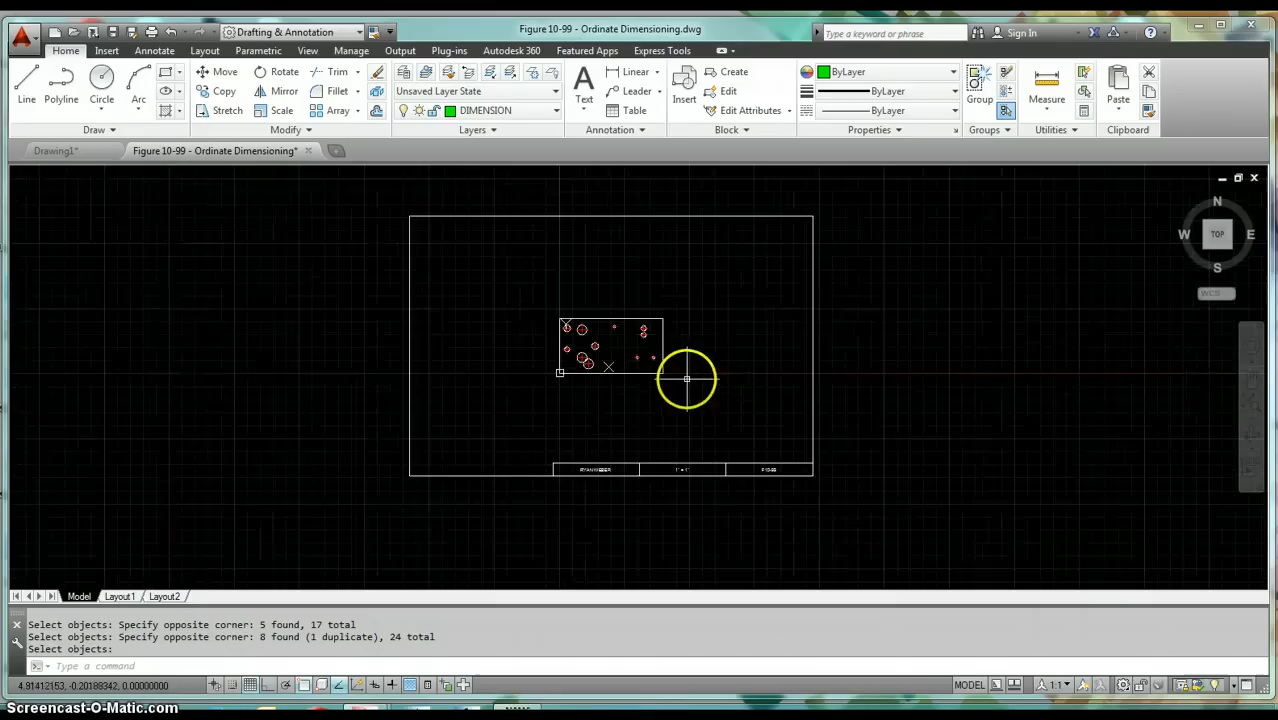 Drafting & Annotation
Figure 10-99 - Ordinate Dimensioning.dwg
Type a keyword or phrase
Sign In
Home Insert Annotate Layout Parametric View Manage Output Plug-ins Autodesk 360 Featured Apps Express Tools
Line
Polyline
Circle
Arc
Move
Rotate
Trim
Copy
Mirror
Fillet
Stretch
Scale
Array
Unsaved Layer State
DIMENSION
Text
Linear
Leader
Table
Insert
Create
Edit
Edit Attributes
ByLayer
ByLayer
ByLayer
Group
Measure
Paste
Draw
Modify
Layers
Annotation
Block
Properties
Groups
Utilities
Clipboard
Drawing1*
Figure 10-99 - Ordinate Dimensioning*
N
W
TOP
E
S
WCS
1" = 1"
Model
Layout1
Layout2
Select objects: Specify opposite corner: 5 found, 17 total
Select objects: Specify opposite corner: 8 found (1 duplicate), 24 total
Select objects:
Type a command
4.91412153, -0.20188342, 0.00000000
MODEL
1:1
Screencast-O-Matic.com